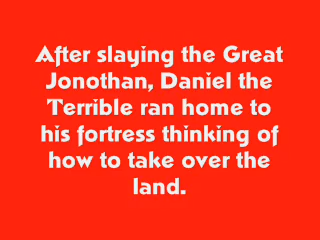 After slaying the Great
Jonothan, Daniel the
Terrible ran home to
his fortress thinking of
how to take over the
land.